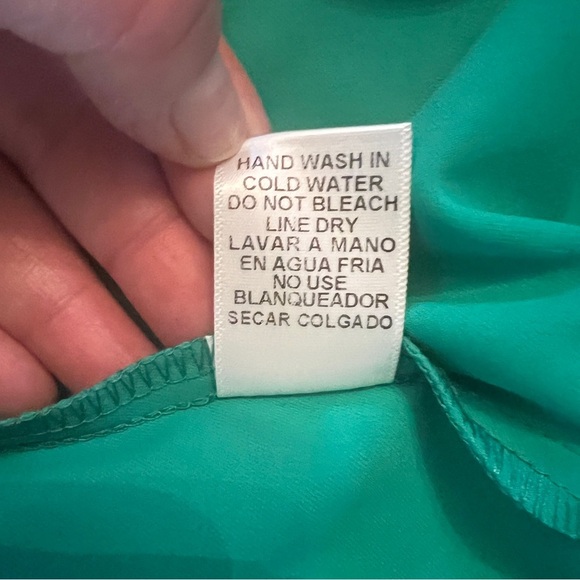 HAND WASH IN
COLD WATER
DO NOT BLEACH
LINE DRY
LAVAR A MANO
EN AGUA FRIA
NO USE
BLANQUEADOR
SECAR COLGADO